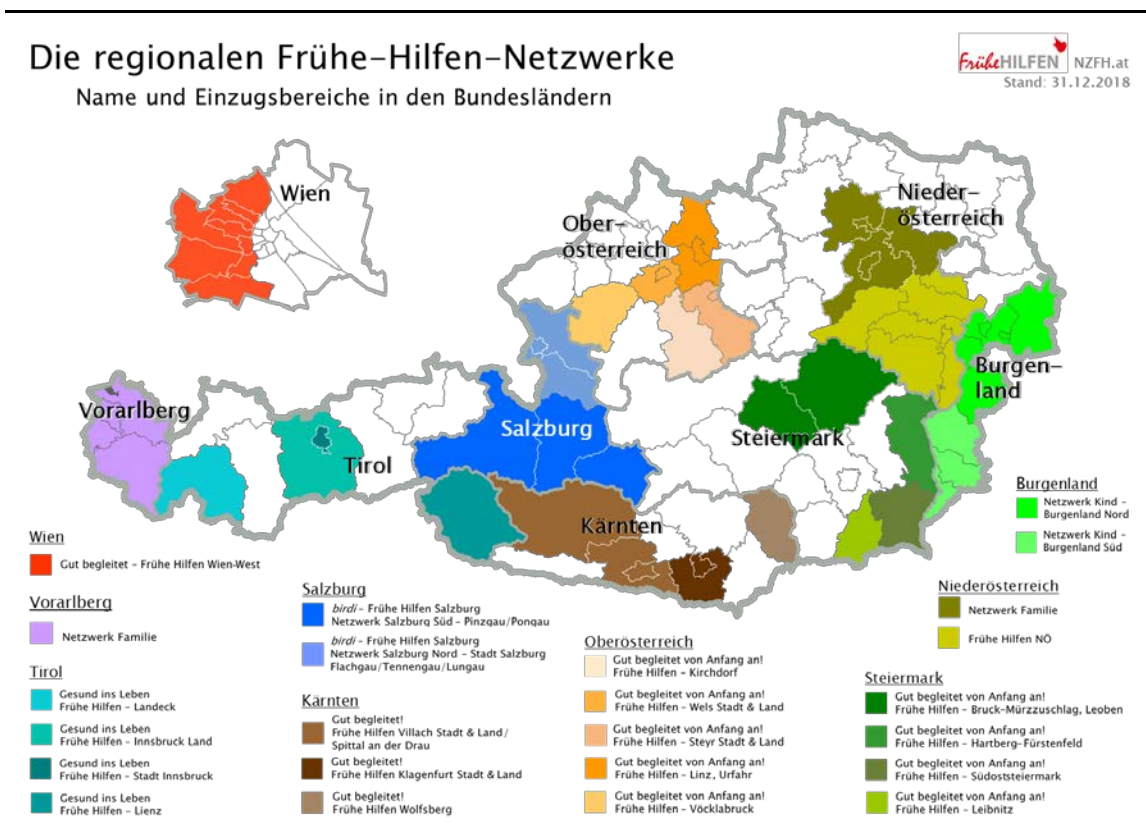 Die regionalen Frühe-Hilfen-Netzwerke
Name und Einzugsbereiche in den Bundesländern
FrüheHILFEN NZFH.at
Stand: 31.12.2018
Wien
Ober-
österreich
Nieder-
österreich
Vorarlberg
Tirol
Salzburg
Steiermark
Burgen-
land
Kärnten
Wien
Gut begleitet - Frühe Hilfen Wien-West
Vorarlberg
Netzwerk Familie
Tirol
Gesund ins Leben
Frühe Hilfen - Landeck
Gesund ins Leben
Frühe Hilfen - Innsbruck Land
Gesund ins Leben
Frühe Hilfen - Stadt Innsbruck
Gesund ins Leben
Frühe Hilfen - Lienz
Salzburg
birdi - Frühe Hilfen Salzburg
Netzwerk Salzburg Süd - Pinzgau/Pongau
birdi - Frühe Hilfen Salzburg
Netzwerk Salzburg Nord - Stadt Salzburg
Flachgau/Tennengau/Lungau
Kärnten
Gut begleitet!
Frühe Hilfen Villach Stadt & Land/
Spittal an der Drau
Gut begleitet!
Frühe Hilfen Klagenfurt Stadt & Land
Gut begleitet!
Frühe Hilfen Wolfsberg
Oberösterreich
Gut begleitet von Anfang an!
Frühe Hilfen - Kirchdorf
Gut begleitet von Anfang an!
Frühe Hilfen - Wels Stadt & Land
Gut begleitet von Anfang an!
Frühe Hilfen - Steyr Stadt & Land
Gut begleitet von Anfang an!
Frühe Hilfen - Linz, Urfahr
Gut begleitet von Anfang an!
Frühe Hilfen - Vöcklabruck
Burgenland
Netzwerk Kind -
Burgenland Nord
Netzwerk Kind -
Burgenland Süd
Niederösterreich
Netzwerk Familie
Frühe Hilfen NÖ
Steiermark
Gut begleitet von Anfang an!
Frühe Hilfen - Bruck-Mürzzuschlag, Leoben
Gut begleitet von Anfang an!
Frühe Hilfen - Hartberg-Fürstenfeld
Gut begleitet von Anfang an!
Frühe Hilfen - Südoststeiermark
Gut begleitet von Anfang an!
Frühe Hilfen - Leibnitz